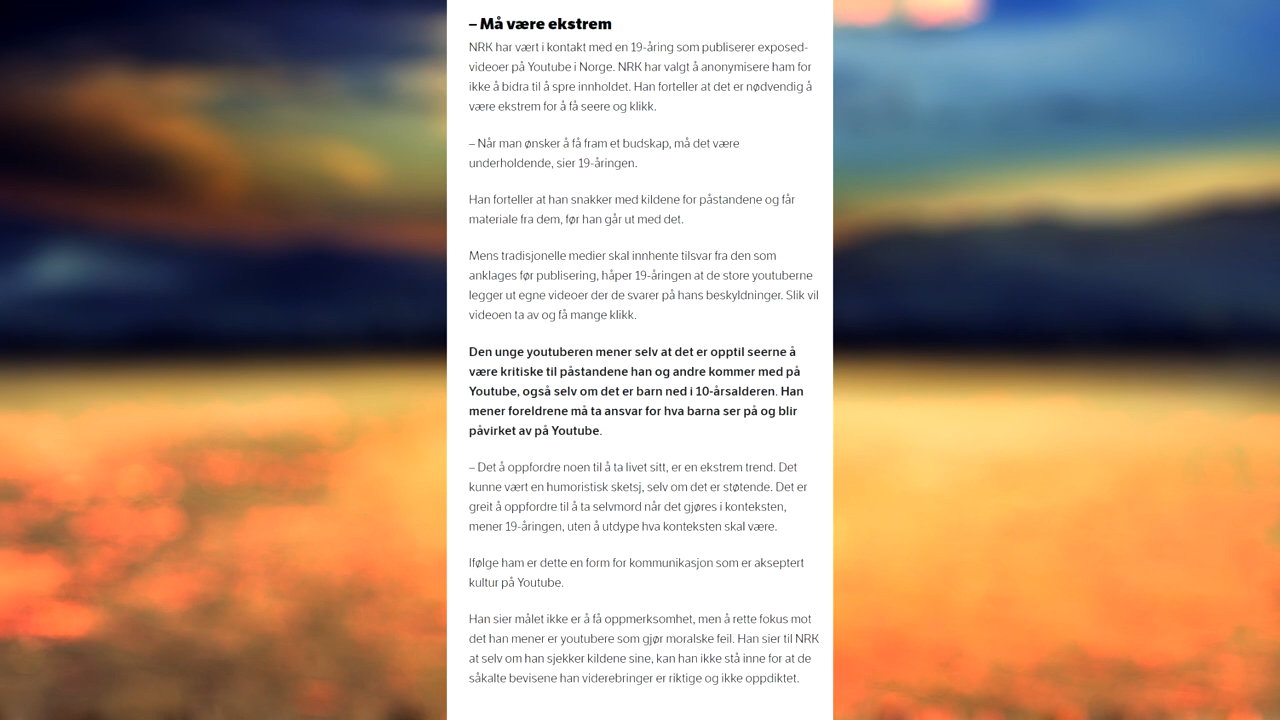 – Må være ekstrem
NRK har vært i kontakt med en 19-åring som publiserer exposed-
videoer på Youtube i Norge. NRK har valgt å anonymisere ham for
ikke å bidra til å spre innholdet. Han forteller at det er nødvendig å
være ekstrem for å få seere og klikk.
– Når man ønsker å få fram et budskap, må det være
underholdende, sier 19-åringen.
Han forteller at han snakker med kildene for påstandene og får
materiale fra dem, før han går ut med det.
Mens tradisjonelle medier skal innhente tilsvar fra den som
anklages før publisering, håper 19-åringen at de store youtuberne
legger ut egne videoer der de svarer på hans beskyldninger. Slik vil
videoen ta av og få mange klikk.
Den unge youtuberen mener selv at det er opptil seerne å
være kritiske til påstandene han og andre kommer med på
Youtube, også selv om det er barn ned i 10-årsalderen. Han
mener foreldrene må ta ansvar for hva barna ser på og blir
påvirket av på Youtube.
– Det å oppfordre noen til å ta livet sitt, er en ekstrem trend. Det
kunne vært en humoristisk sketsj, selv om det er støtende. Det er
greit å oppfordre til å ta selvmord når det gjøres i konteksten,
mener 19-åringen, uten å utdype hva konteksten skal være.
Ifølge ham er dette en form for kommunikasjon som er akseptert
kultur på Youtube.
Han sier målet ikke er å få oppmerksomhet, men å rette fokus mot
det han mener er youtubere som gjør moralske feil. Han sier til NRK
at selv om han sjekker kildene sine, kan han ikke stå inne for at de
såkalte bevisene han viderebringer er riktige og ikke oppdiktet.